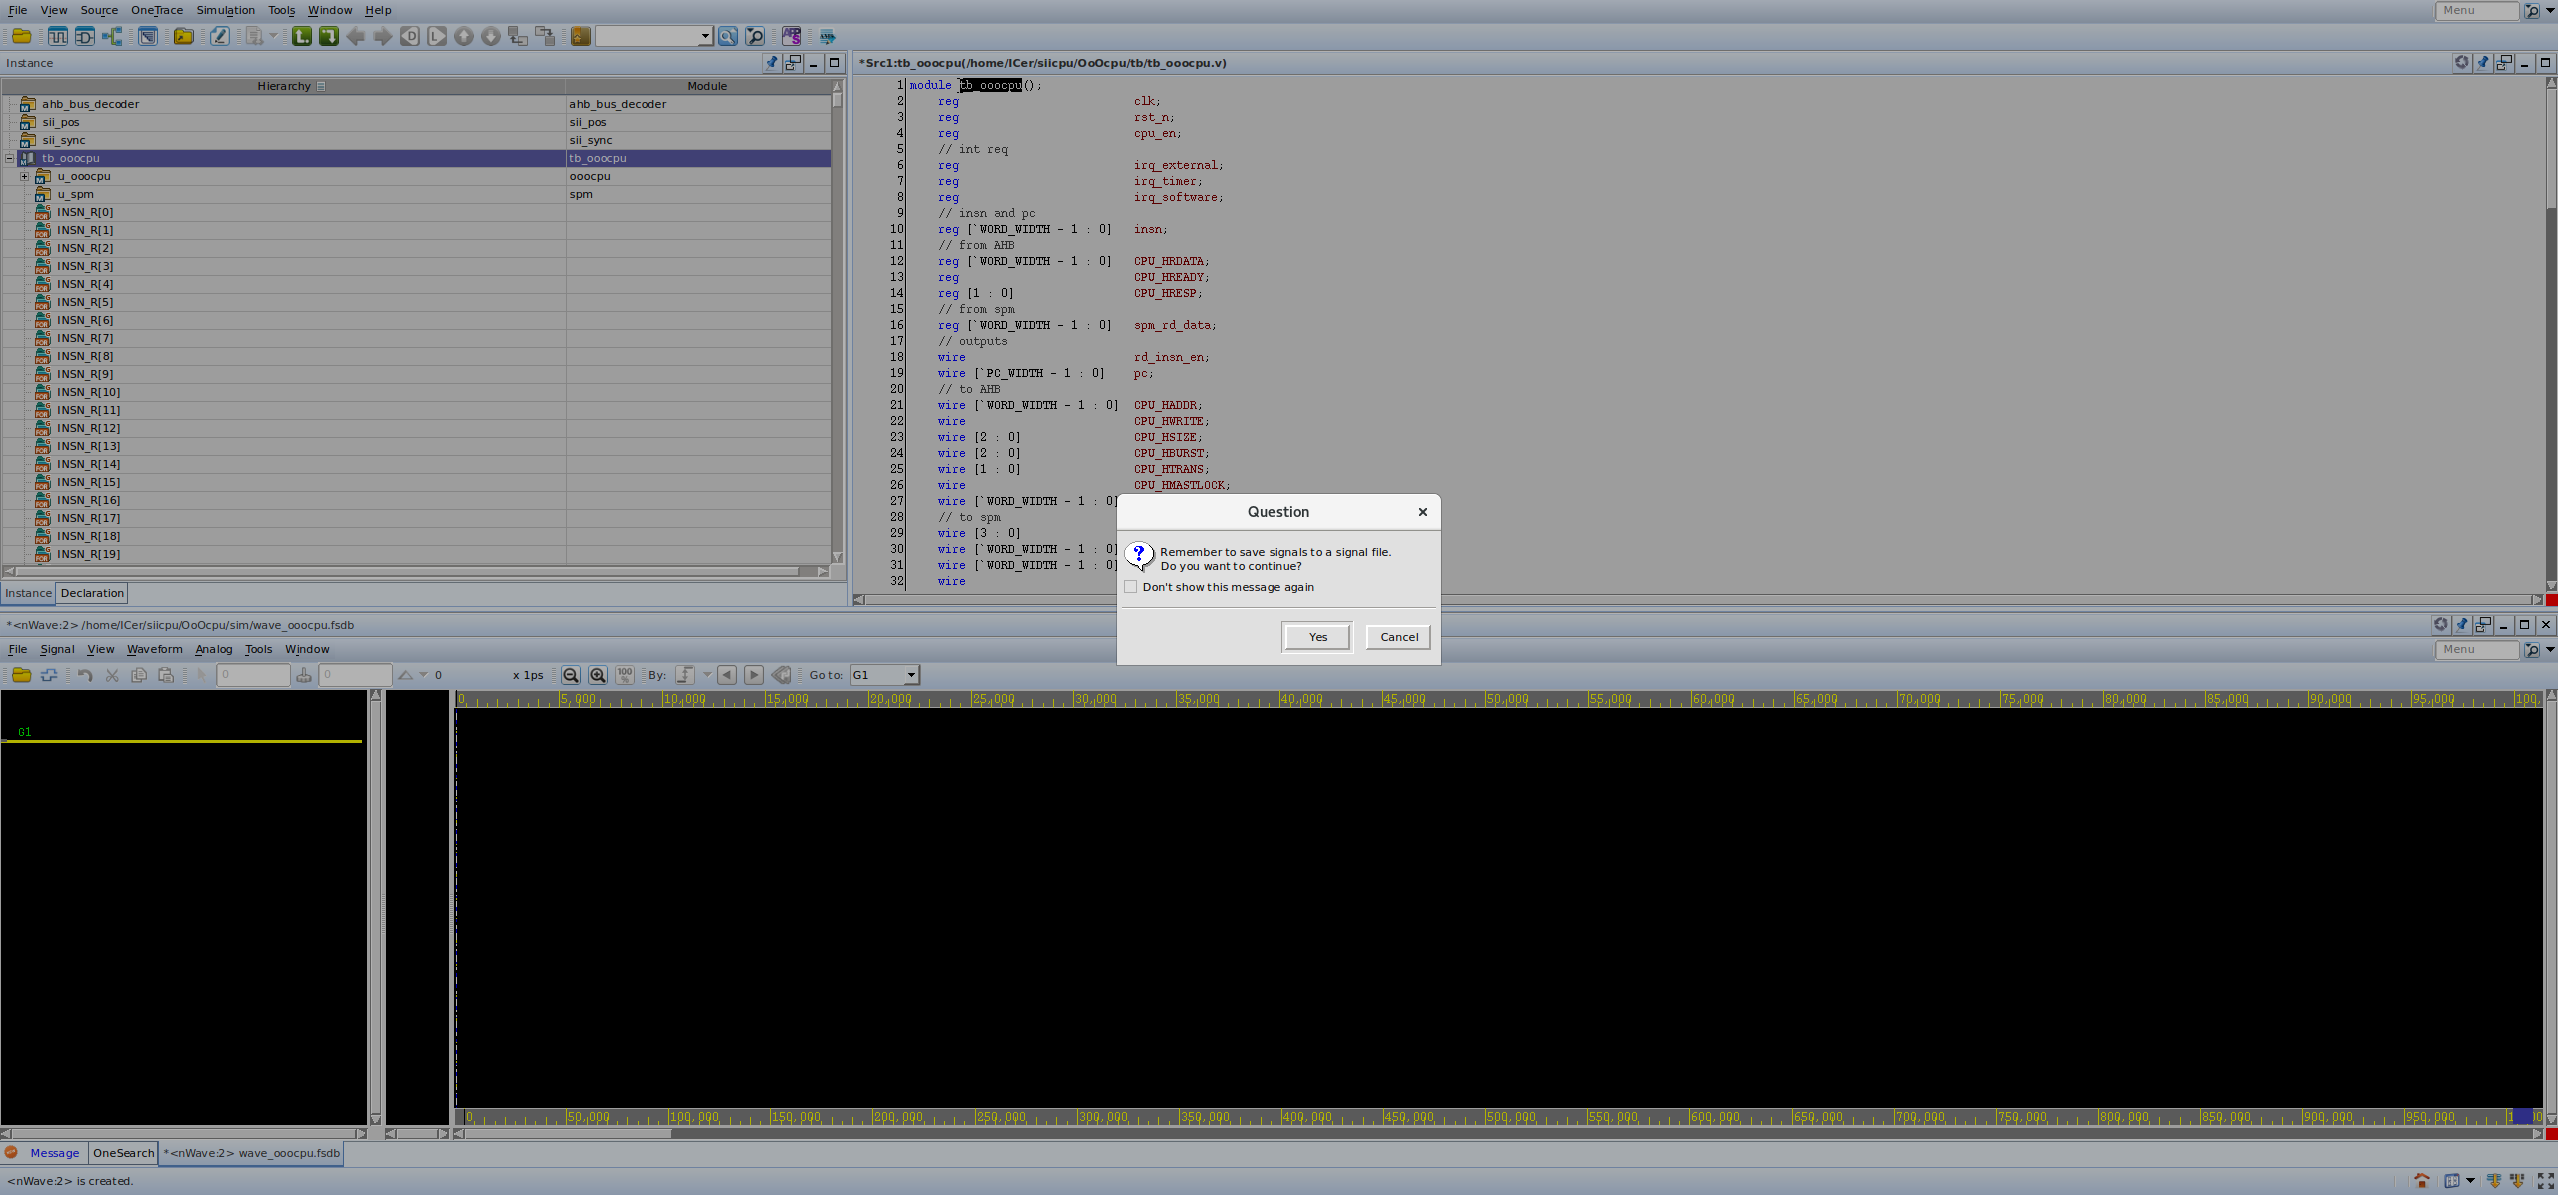 File View Source OneTrace Simulation Tools Window Help
Menu
Instance
Hierarchy Module
ahb_bus_decoder ahb_bus_decoder
sii_pos sii_pos
sii_sync sii_sync
tb_ooocpu tb_ooocpu
u_ooocpu ooocpu
u_spm spm
INSN_R[0]
INSN_R[1]
INSN_R[2]
INSN_R[3]
INSN_R[4]
INSN_R[5]
INSN_R[6]
INSN_R[7]
INSN_R[8]
INSN_R[9]
INSN_R[10]
INSN_R[11]
INSN_R[12]
INSN_R[13]
INSN_R[14]
INSN_R[15]
INSN_R[16]
INSN_R[17]
INSN_R[18]
INSN_R[19]
Instance Declaration
*Src1:tb_ooocpu(/home/ICer/siicpu/OoOcpu/tb/tb_ooocpu.v)
1 module tb_ooocpu();
2 reg clk;
3 reg rst_n;
4 reg cpu_en;
5 // int req
6 reg irq_external;
7 reg irq_timer;
8 reg irq_software;
9 // insn and pc
10 reg [`WORD_WIDTH - 1 : 0] insn;
11 // from AHB
12 reg [`WORD_WIDTH - 1 : 0] CPU_HRDATA;
13 reg CPU_HREADY;
14 reg [1 : 0] CPU_HRESP;
15 // from spm
16 reg [`WORD_WIDTH - 1 : 0] spm_rd_data;
17 // outputs
18 wire rd_insn_en;
19 wire [`PC_WIDTH - 1 : 0] pc;
20 // to AHB
21 wire [`WORD_WIDTH - 1 : 0] CPU_HADDR;
22 wire CPU_HWRITE;
23 wire [2 : 0] CPU_HSIZE;
24 wire [2 : 0] CPU_HBURST;
25 wire [1 : 0] CPU_HTRANS;
26 wire CPU_HMASTLOCK;
27 wire [`WORD_WIDTH - 1 : 0]
28 // to spm
29 wire [3 : 0]
30 wire [`WORD_WIDTH - 1 : 0]
31 wire [`WORD_WIDTH - 1 : 0]
32 wire
Question
Remember to save signals to a signal file.
Do you want to continue?
Don't show this message again
Yes Cancel
*<nWave:2> /home/ICer/siicpu/OoOcpu/sim/wave_ooocpu.fsdb
File Signal View Waveform Analog Tools Window
Menu
0 0 0 x 1ps 100% By: Go to: G1
0 5,000 10,000 15,000 20,000 25,000 30,000 35,000 40,000 45,000 50,000 55,000 60,000 65,000 70,000 75,000 80,000 85,000 90,000 95,000 100,
G1
0 50,000 100,000 150,000 200,000 250,000 300,000 350,000 400,000 450,000 500,000 550,000 600,000 650,000 700,000 750,000 800,000 850,000 900,000 950,000
Message OneSearch *<nWave:2> wave_ooocpu.fsdb
<nWave:2> is created.